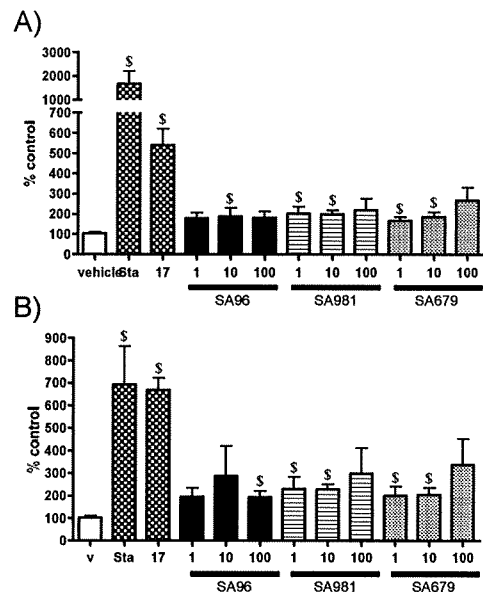 A)
3000
2000
1000
700
600
500
400
300
200
100
0
% control
$ $ $ $ $ $ $
vehicle Sta 17 1 10 100 1 10 100 1 10 100
SA96 SA981 SA679
B)
900
800
700
600
500
400
300
200
100
0
% control
$ $ $ $ $ $ $
v Sta 17 1 10 100 1 10 100 1 10 100
SA96 SA981 SA679